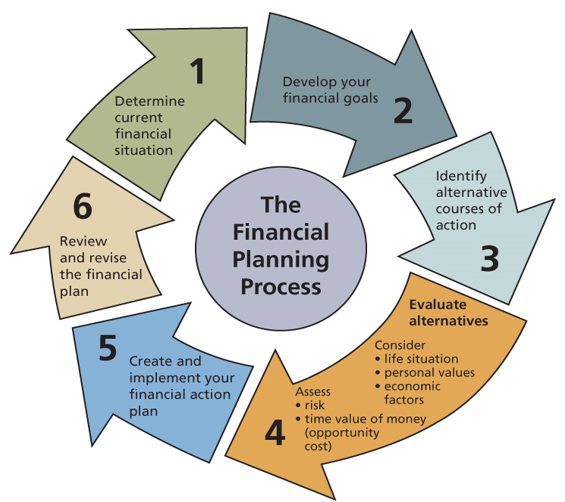 The
Financial
Planning
Process
1
Determine
current
financial
situation
Develop your
financial goals
2
Identify
alternative
courses of
action
3
Evaluate
alternatives
Consider
• life situation
• personal values
• economic
factors
Assess
• risk
• time value of money
(opportunity
cost)
4
5
Create and
implement your
financial action
plan
6
Review
and revise
the financial
plan